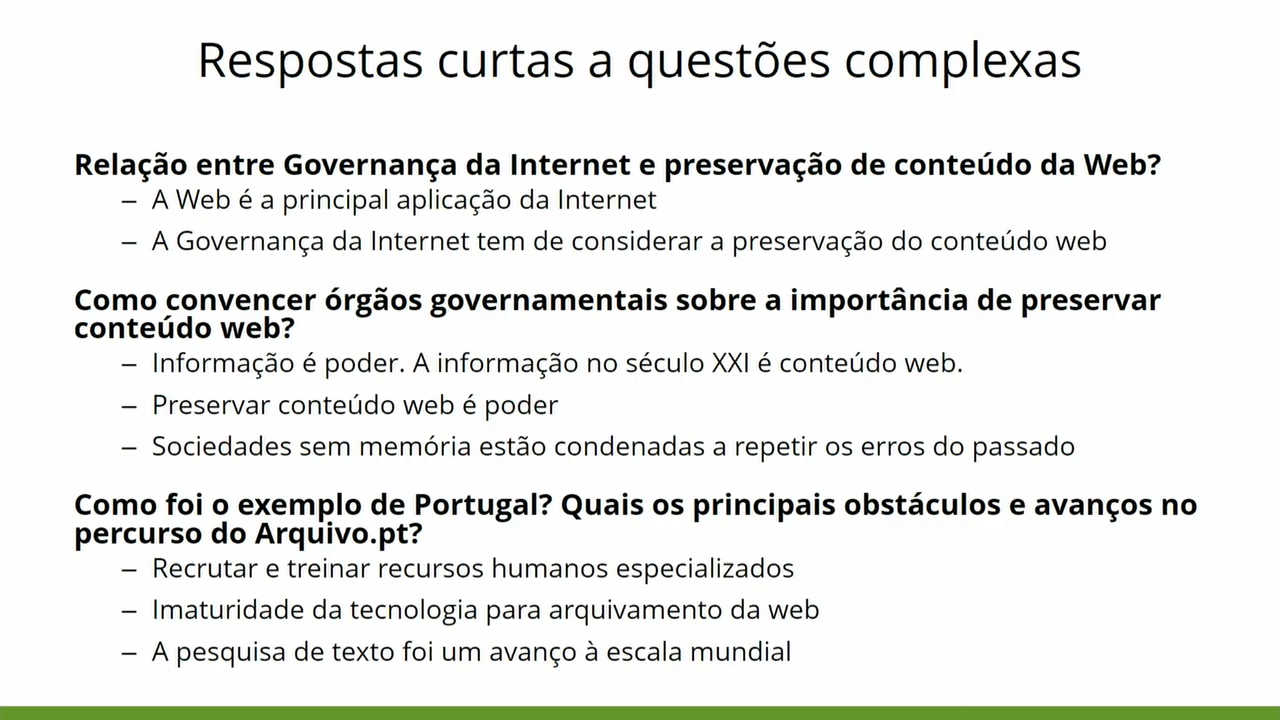 Respostas curtas a questões complexas
Relação entre Governança da Internet e preservação de conteúdo da Web?
– A Web é a principal aplicação da Internet
– A Governança da Internet tem de considerar a preservação do conteúdo web
Como convencer órgãos governamentais sobre a importância de preservar
conteúdo web?
– Informação é poder. A informação no século XXI é conteúdo web.
– Preservar conteúdo web é poder
– Sociedades sem memória estão condenadas a repetir os erros do passado
Como foi o exemplo de Portugal? Quais os principais obstáculos e avanços no
percurso do Arquivo.pt?
– Recrutar e treinar recursos humanos especializados
– Imaturidade da tecnologia para arquivamento da web
– A pesquisa de texto foi um avanço à escala mundial